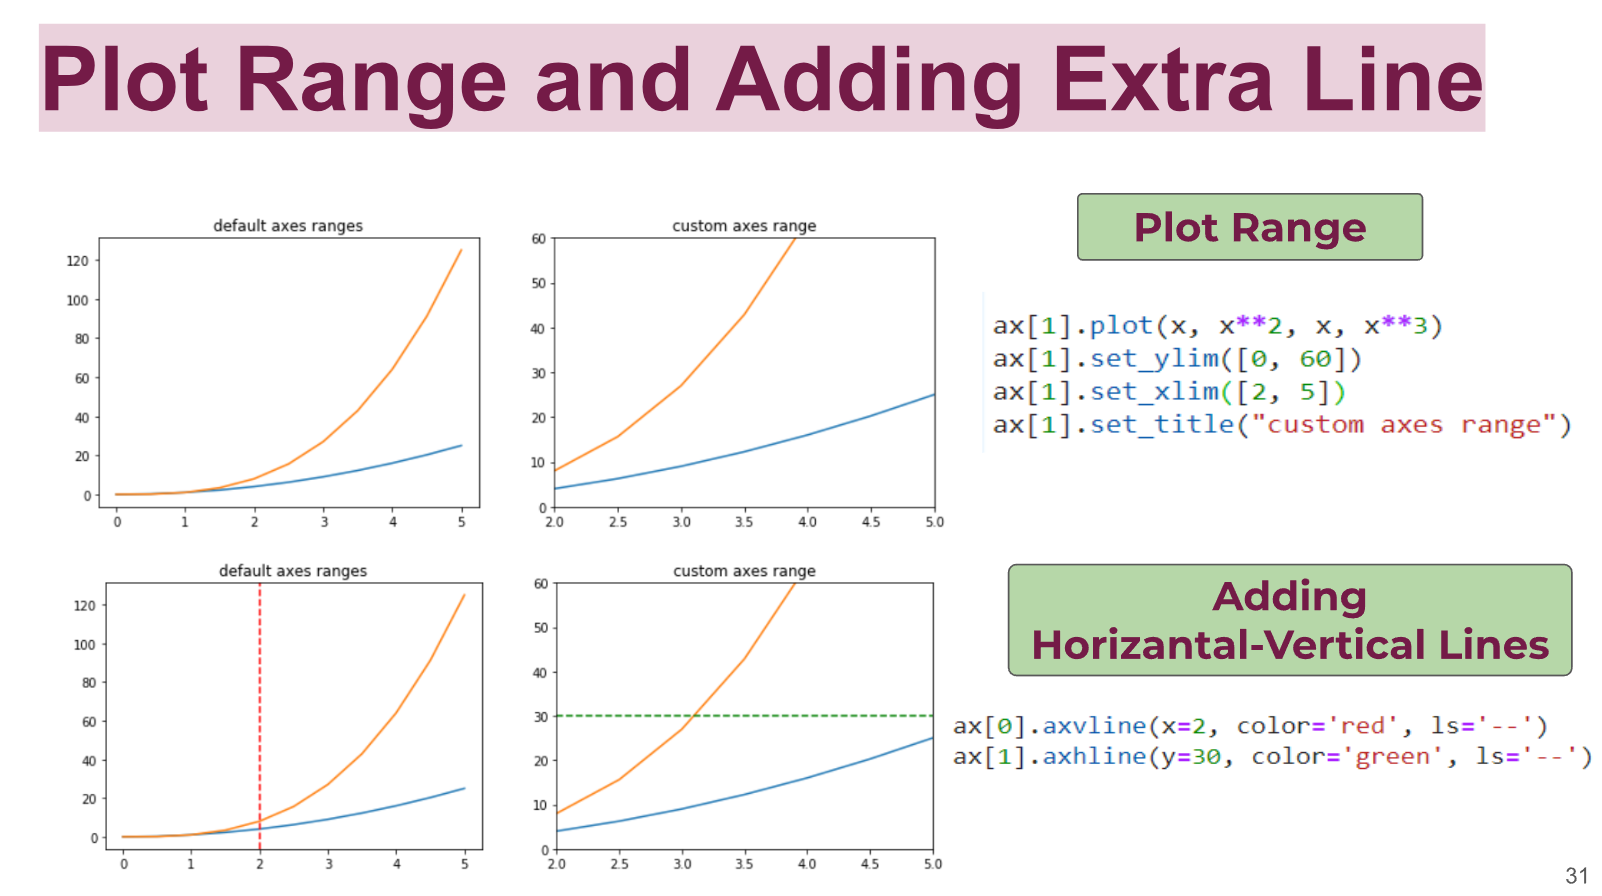 Plot Range and Adding Extra Line
default axes ranges
120
100
80
60
40
20
0
0 1 2 3 4 5
custom axes range
60
50
40
30
20
10
0
2.0 2.5 3.0 3.5 4.0 4.5 5.0
Plot Range
ax[1].plot(x, x**2, x, x**3)
ax[1].set_ylim([0, 60])
ax[1].set_xlim([2, 5])
ax[1].set_title("custom axes range")
default axes ranges
120
100
80
60
40
20
0
0 1 2 3 4 5
custom axes range
60
50
40
30
20
10
0
2.0 2.5 3.0 3.5 4.0 4.5 5.0
Adding
Horizantal-Vertical Lines
ax[0].axvline(x=2, color='red', ls='--')
ax[1].axhline(y=30, color='green', ls='--')
31